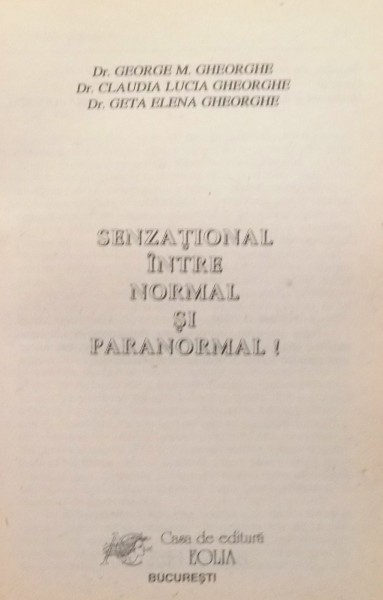 Dr. GEORGE M. GHEORGHE
Dr. CLAUDIA LUCIA GHEORGHE
Dr. GETA ELENA GHEORGHE
SENZAŢIONAL
ÎNTRE
NORMAL
ŞI
PARANORMAL !
Casa de editură
EOLIA
BUCUREŞTI